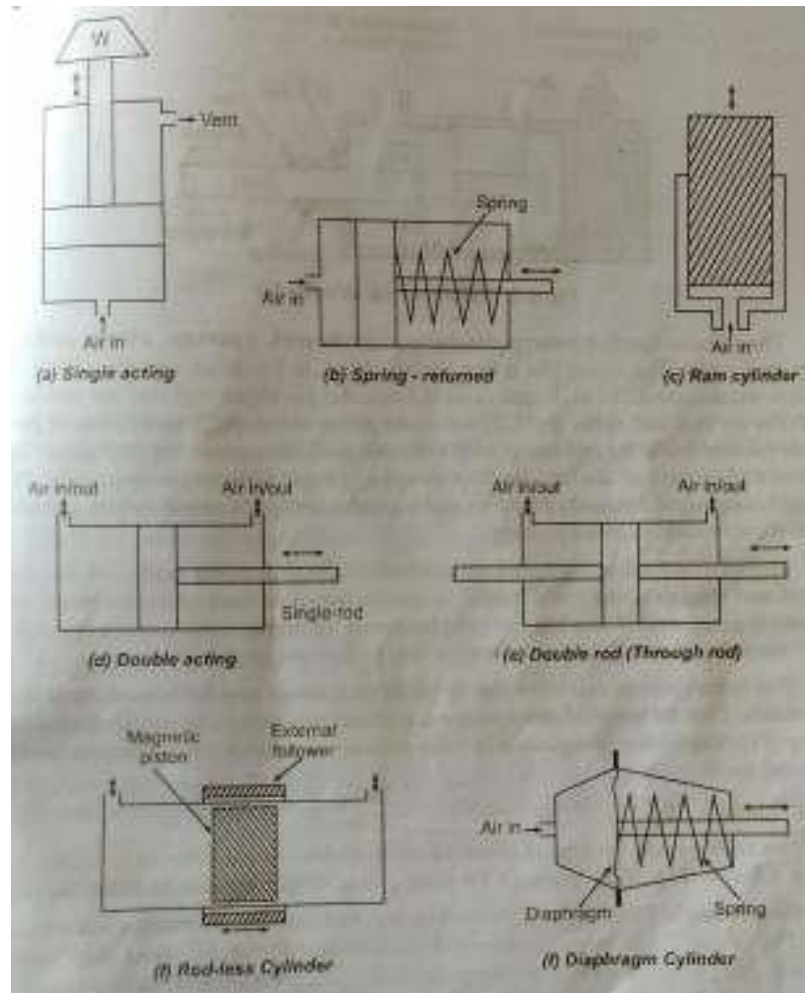 W
Vent
Air in
(a) Single acting
Spring
Air in
(b) Spring - returned
Air in
(c) Ram cylinder
Air in/out
Air in/out
Single-rod
(d) Double acting
Air in/out
Air in/out
(e) Double rod (Through rod)
Magnetic
piston
External
follower
(f) Rod-less Cylinder
Air in
Diaphragm
Spring
(f) Diaphragm Cylinder